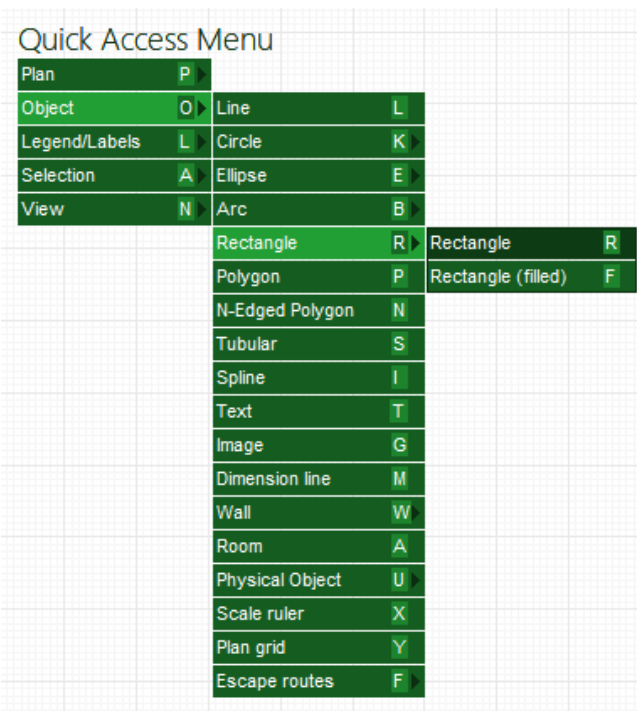 Quick Access Menu
Plan P
Object O Line L
Legend/Labels L Circle K
Selection A Ellipse E
View N Arc B
Rectangle R Rectangle R
Polygon P Rectangle (filled) F
N-Edged Polygon N
Tubular S
Spline I
Text T
Image G
Dimension line M
Wall W
Room A
Physical Object U
Scale ruler X
Plan grid Y
Escape routes F